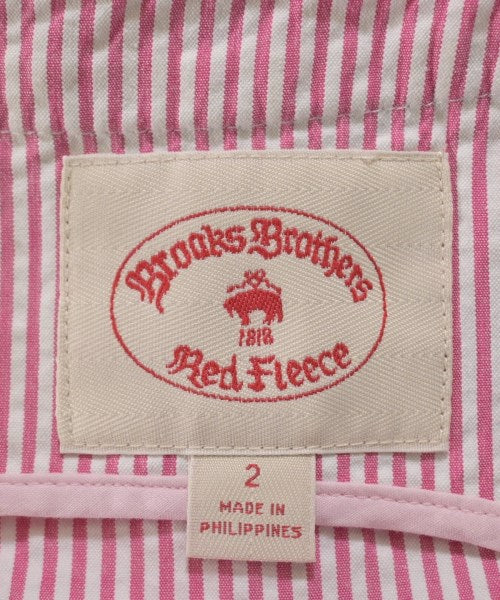 Brooks Brothers
1818
Red Fleece
2
MADE IN
PHILIPPINES